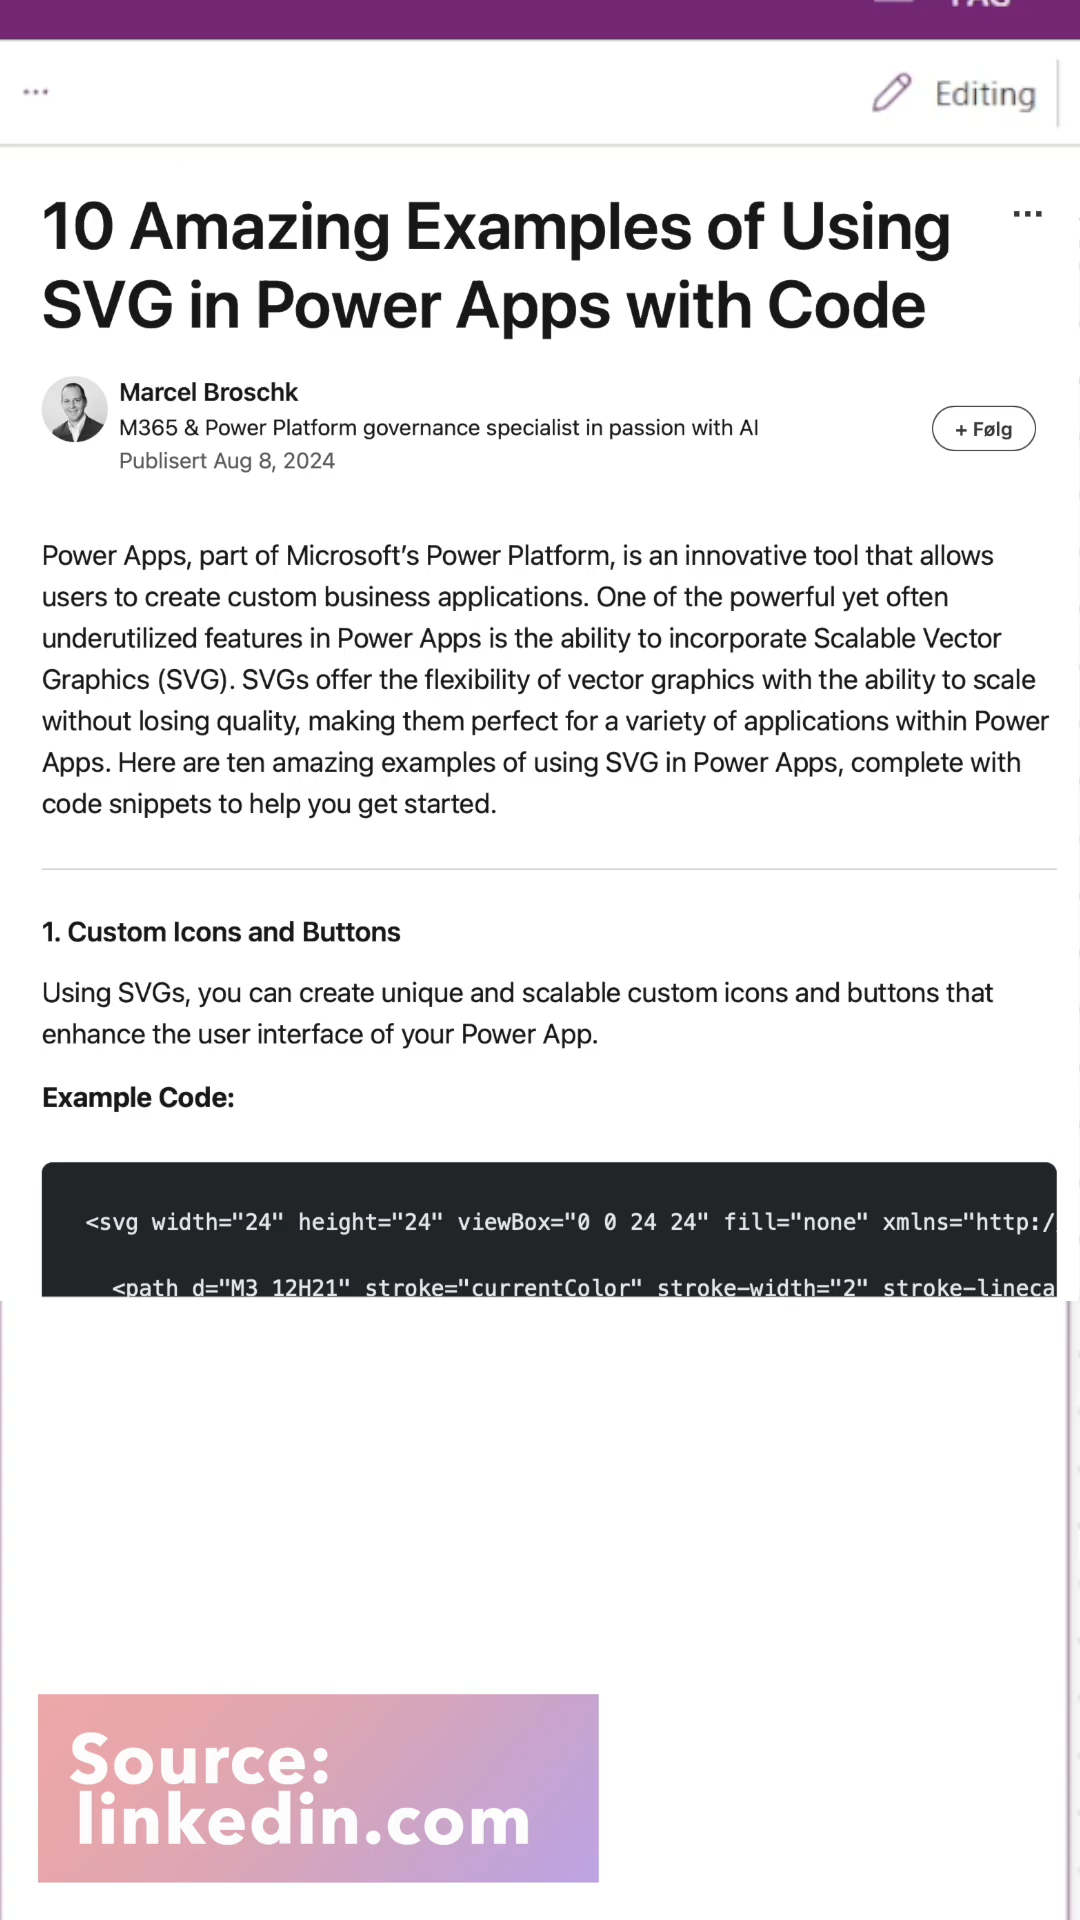 Editing
10 Amazing Examples of Using
SVG in Power Apps with Code
Marcel Broschk
M365 & Power Platform governance specialist in passion with AI
Publisert Aug 8, 2024
+ Følg
Power Apps, part of Microsoft’s Power Platform, is an innovative tool that allows
users to create custom business applications. One of the powerful yet often
underutilized features in Power Apps is the ability to incorporate Scalable Vector
Graphics (SVG). SVGs offer the flexibility of vector graphics with the ability to scale
without losing quality, making them perfect for a variety of applications within Power
Apps. Here are ten amazing examples of using SVG in Power Apps, complete with
code snippets to help you get started.
1. Custom Icons and Buttons
Using SVGs, you can create unique and scalable custom icons and buttons that
enhance the user interface of your Power App.
Example Code:
<svg width="24" height="24" viewBox="0 0 24 24" fill="none" xmlns="http:/
<path d="M3 12H21" stroke="currentColor" stroke-width="2" stroke-lineca
Source:
linkedin.com